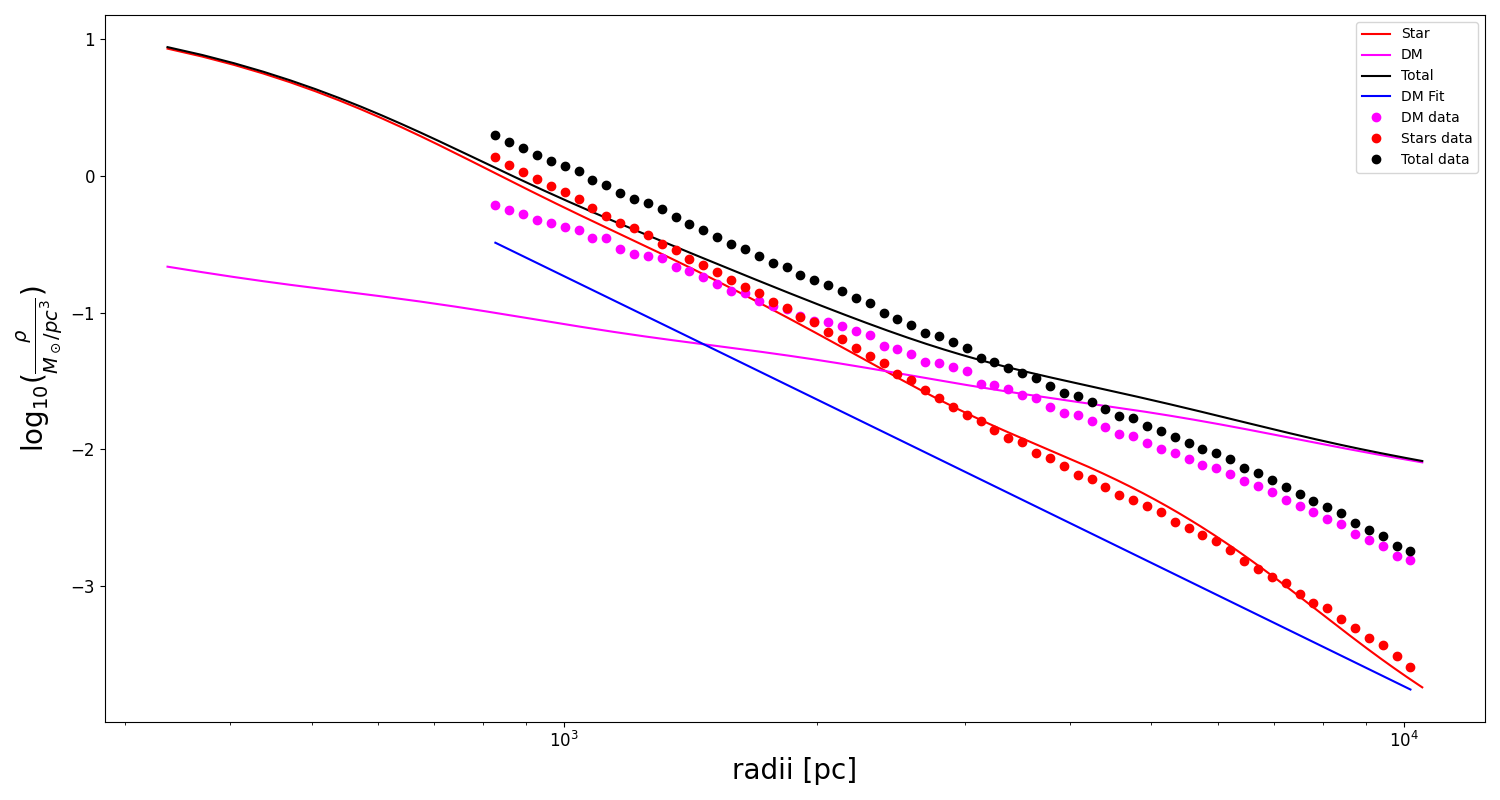 1
0
−1
−2
−3
log₁₀(ρ / M⊙/pc³)
10³
10⁴
radii [pc]
Star
DM
Total
DM Fit
DM data
Stars data
Total data